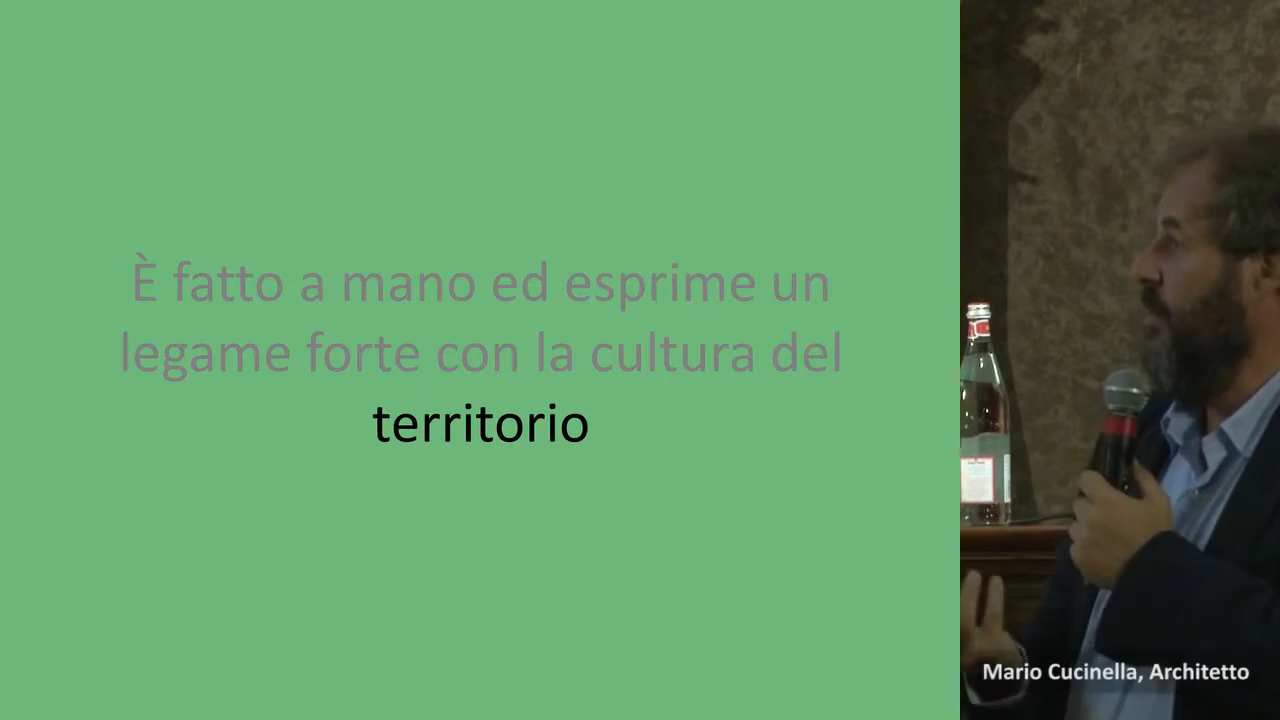 È fatto a mano ed esprime un
legame forte con la cultura del
territorio
Mario Cucinella, Architetto